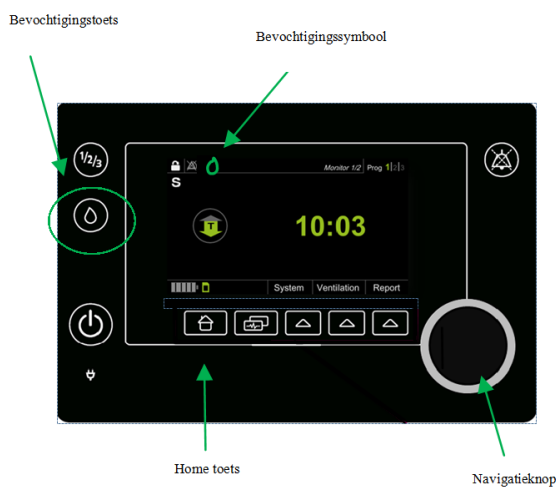 Bevochtigingstoets
Bevochtigingssymbool
1/2/3
Monitor 1/2 Prog 1|2|3
S
T
10:03
System Ventilation Report
Home toets
Navigatieknop